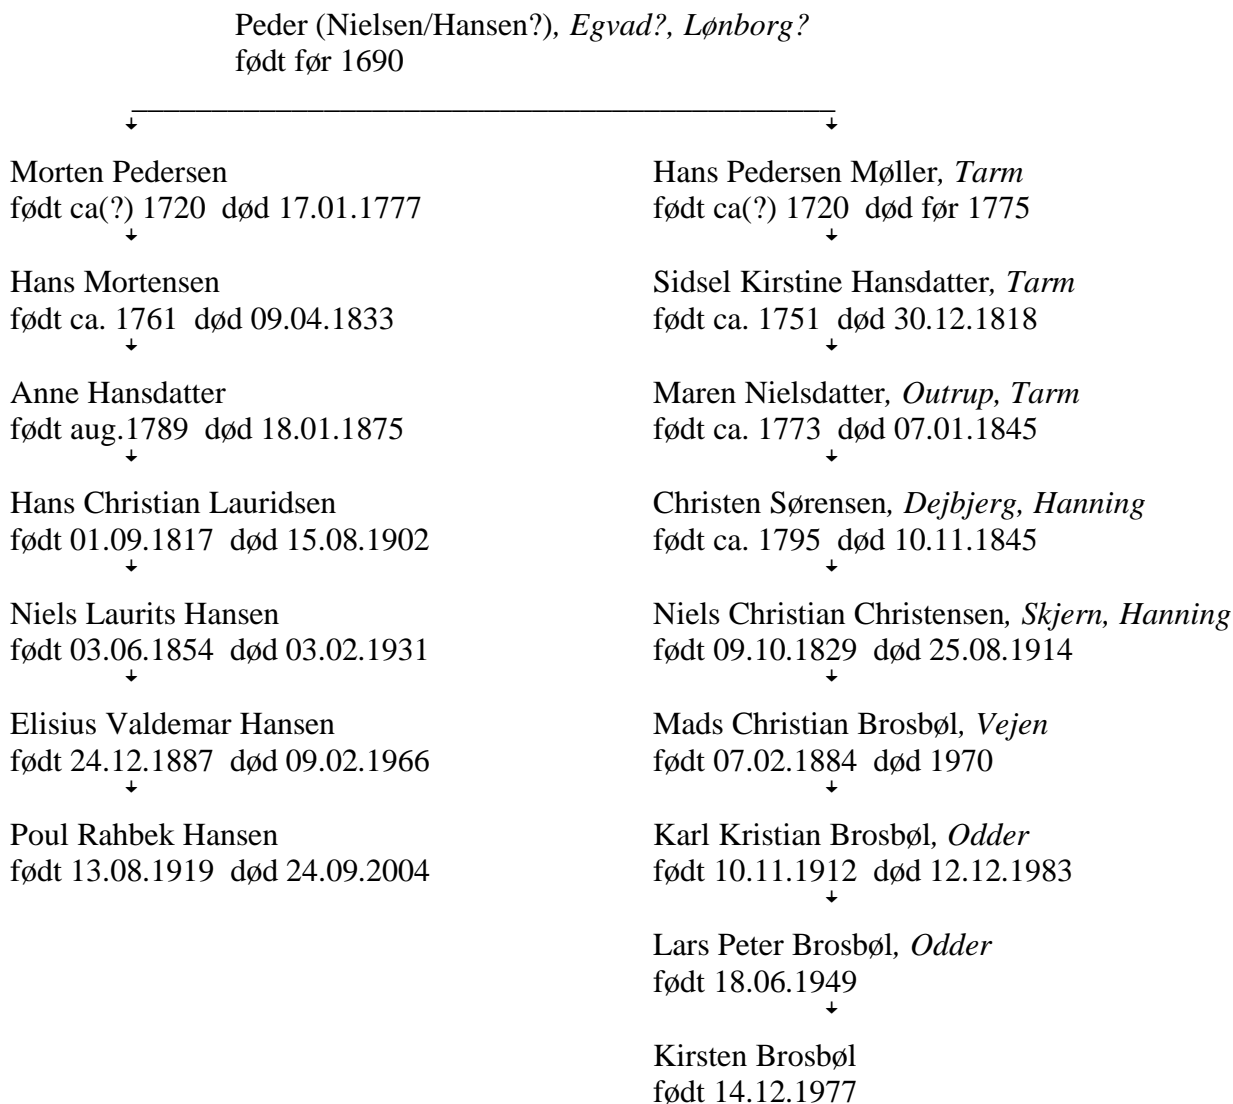 Peder (Nielsen/Hansen?), Egvad?, Lønborg?
født før 1690
Morten Pedersen
født ca(?) 1720 død 17.01.1777
Hans Pedersen Møller, Tarm
født ca(?) 1720 død før 1775
Hans Mortensen
født ca. 1761 død 09.04.1833
Sidsel Kirstine Hansdatter, Tarm
født ca. 1751 død 30.12.1818
Anne Hansdatter
født aug.1789 død 18.01.1875
Maren Nielsdatter, Outrup, Tarm
født ca. 1773 død 07.01.1845
Hans Christian Lauridsen
født 01.09.1817 død 15.08.1902
Christen Sørensen, Dejbjerg, Hanning
født ca. 1795 død 10.11.1845
Niels Laurits Hansen
født 03.06.1854 død 03.02.1931
Niels Christian Christensen, Skjern, Hanning
født 09.10.1829 død 25.08.1914
Elisius Valdemar Hansen
født 24.12.1887 død 09.02.1966
Mads Christian Brosbøl, Vejen
født 07.02.1884 død 1970
Poul Rahbek Hansen
født 13.08.1919 død 24.09.2004
Karl Kristian Brosbøl, Odder
født 10.11.1912 død 12.12.1983
Lars Peter Brosbøl, Odder
født 18.06.1949
Kirsten Brosbøl
født 14.12.1977